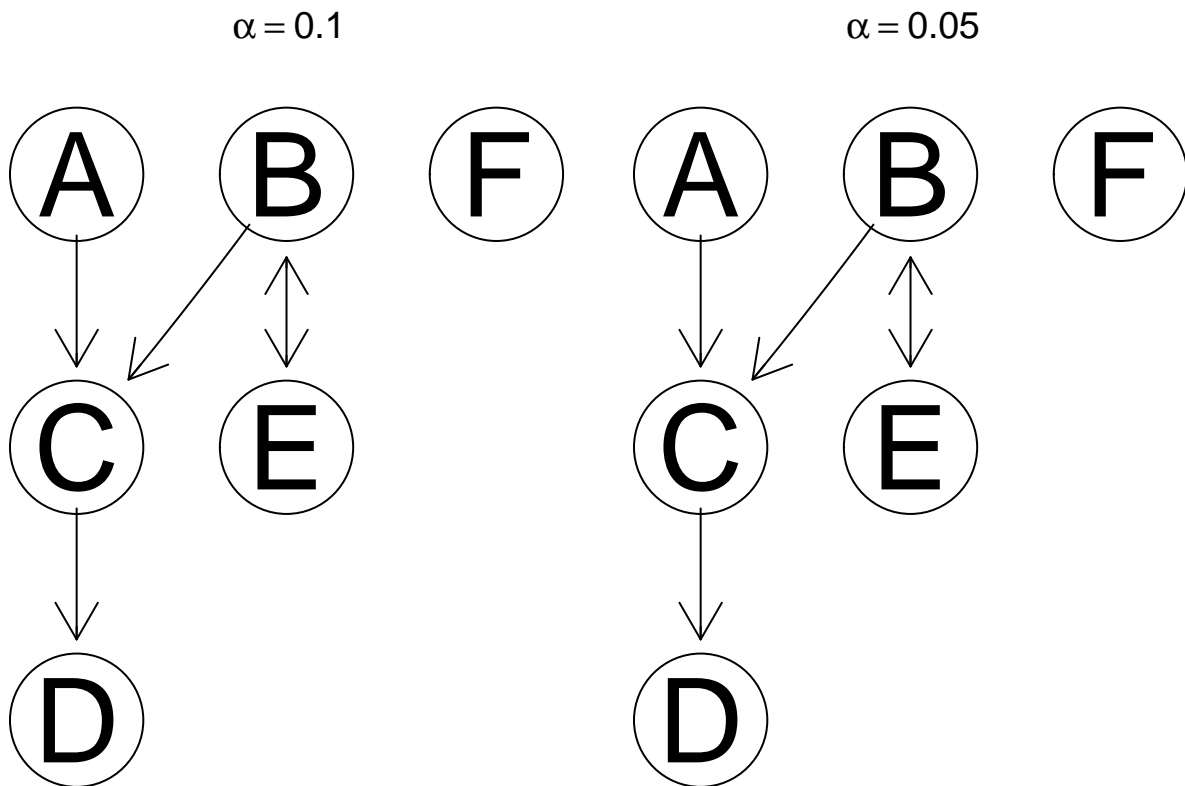 α = 0.1
α = 0.05
A B F A B F
C E C E
D D